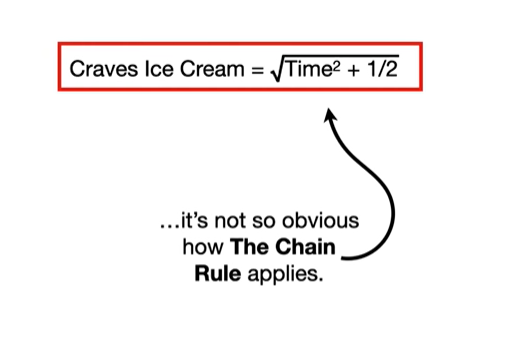 Craves Ice Cream = √Time² + 1/2
…it's not so obvious
how The Chain
Rule applies.